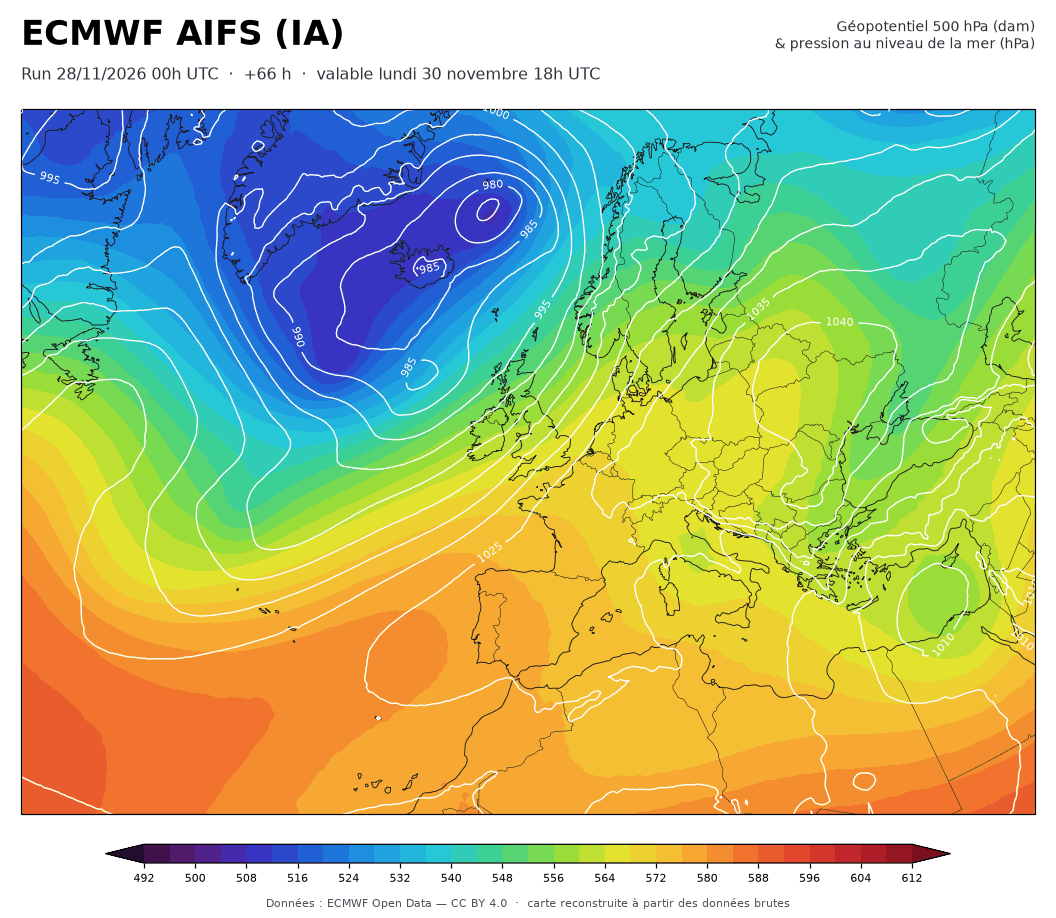 ECMWF AIFS (IA)
Géopotentiel 500 hPa (dam)
& pression au niveau de la mer (hPa)
Run 28/11/2026 00h UTC · +66 h · valable lundi 30 novembre 18h UTC
1000
995
980
985
985
995
990
985
1035
1040
1025
1010
1010
492 500 508 516 524 532 540 548 556 564 572 580 588 596 604 612
Données : ECMWF Open Data — CC BY 4.0 · carte reconstruite à partir des données brutes